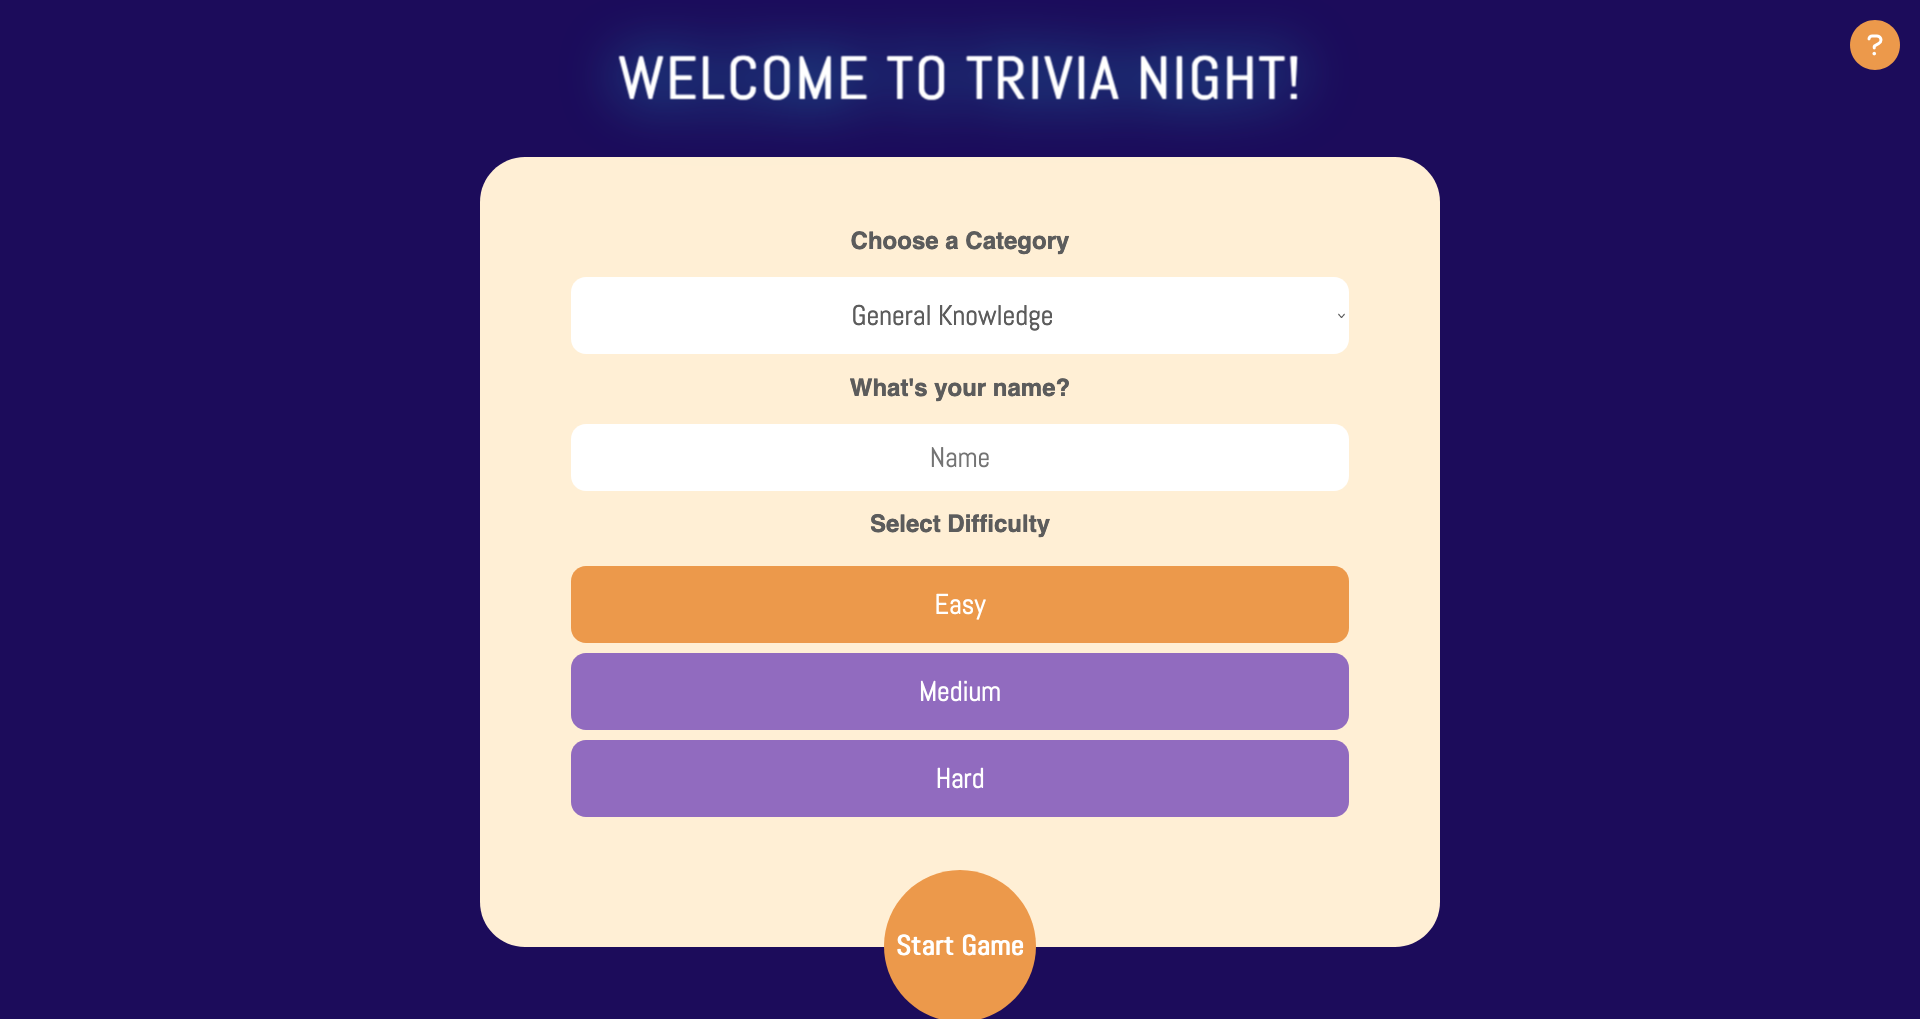 WELCOME TO TRIVIA NIGHT!
?
Choose a Category
General Knowledge
What's your name?
Name
Select Difficulty
Easy
Medium
Hard
Start Game